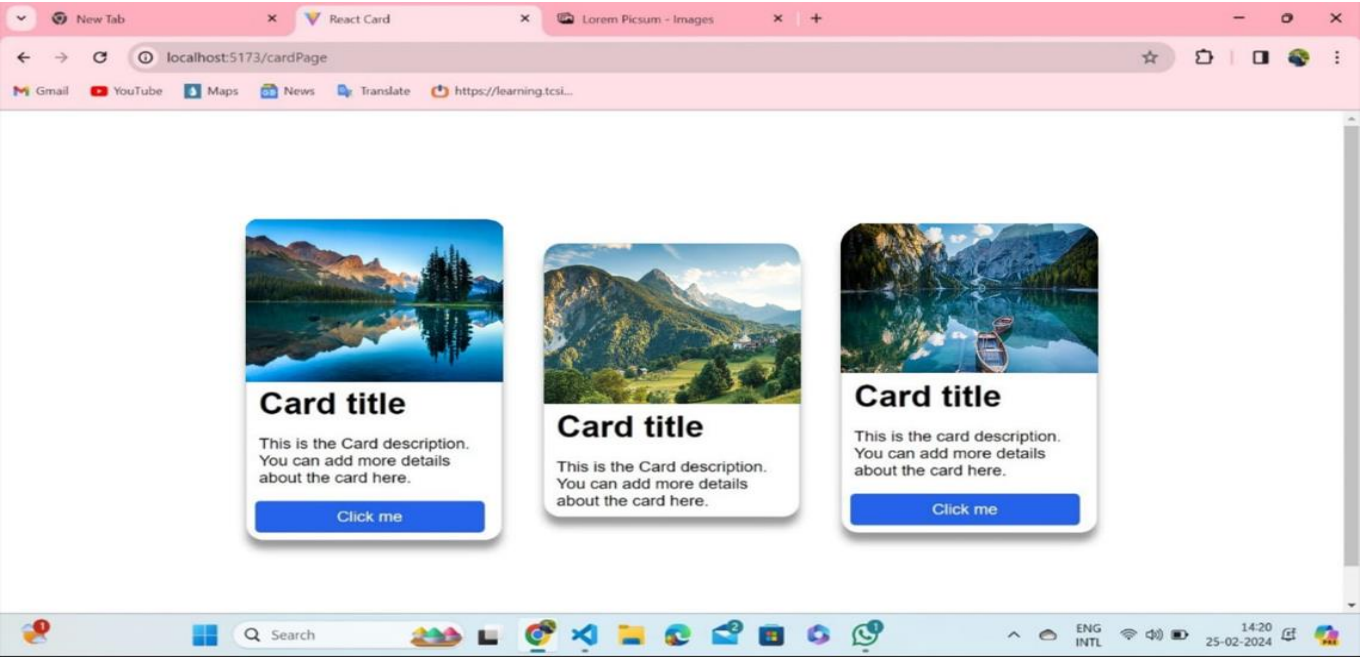 New Tab
React Card
Lorem Picsum - Images
localhost:5173/cardPage
Gmail
YouTube
Maps
News
Translate
https://learning.tcsi...
Card title
This is the Card description.
You can add more details
about the card here.
Click me
Card title
This is the Card description.
You can add more details
about the card here.
Card title
This is the card description.
You can add more details
about the card here.
Click me
1
Search
2
1
ENG
INTL
14:20
25-02-2024